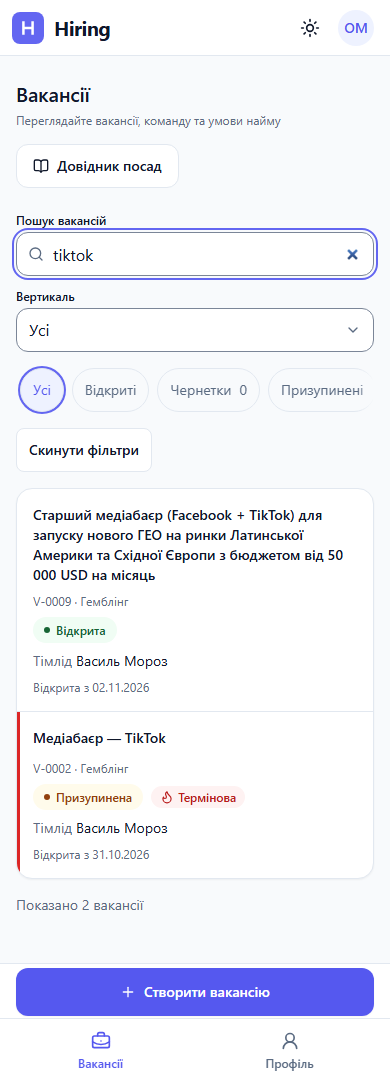 H Hiring OM
Вакансії
Переглядайте вакансії, команду та умови найму
Довідник посад
Пошук вакансій
tiktok
Вертикаль
Усі
Усі Відкриті Чернетки 0 Призупинені
Скинути фільтри
Старший медіабаєр (Facebook + TikTok) для
запуску нового ГЕО на ринки Латинської
Америки та Східної Європи з бюджетом від 50
000 USD на місяць
V-0009 · Гемблінг
Відкрита
Тімлід Василь Мороз
Відкрита з 02.11.2026
Медіабаєр — TikTok
V-0002 · Гемблінг
Призупинена Термінова
Тімлід Василь Мороз
Відкрита з 31.10.2026
Показано 2 вакансії
Створити вакансію
Вакансії Профіль